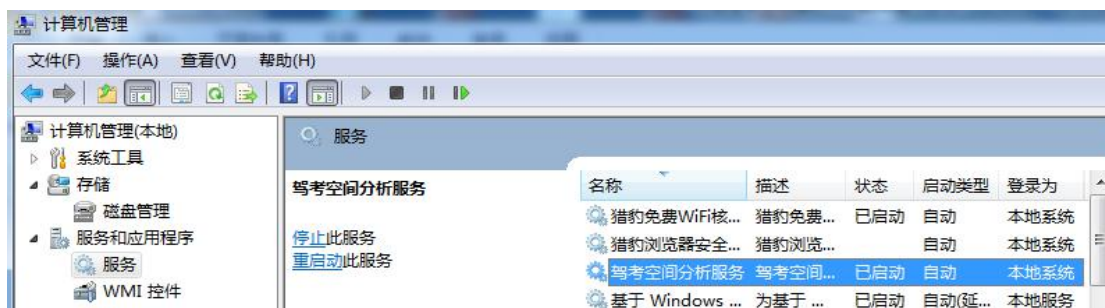 计算机管理
文件(F) 操作(A) 查看(V) 帮助(H)
计算机管理(本地)
系统工具
存储
磁盘管理
服务和应用程序
服务
WMI 控件
服务
驾考空间分析服务
停止此服务
重启动此服务
名称 描述 状态 启动类型 登录为
猎豹免费WiFi核... 猎豹免费... 已启动 自动 本地系统
猎豹浏览器安全... 猎豹浏览... 自动 本地系统
驾考空间分析服务 驾考空间... 已启动 自动 本地系统
基于 Windows ... 为基于 ... 已启动 自动(延... 本地服务